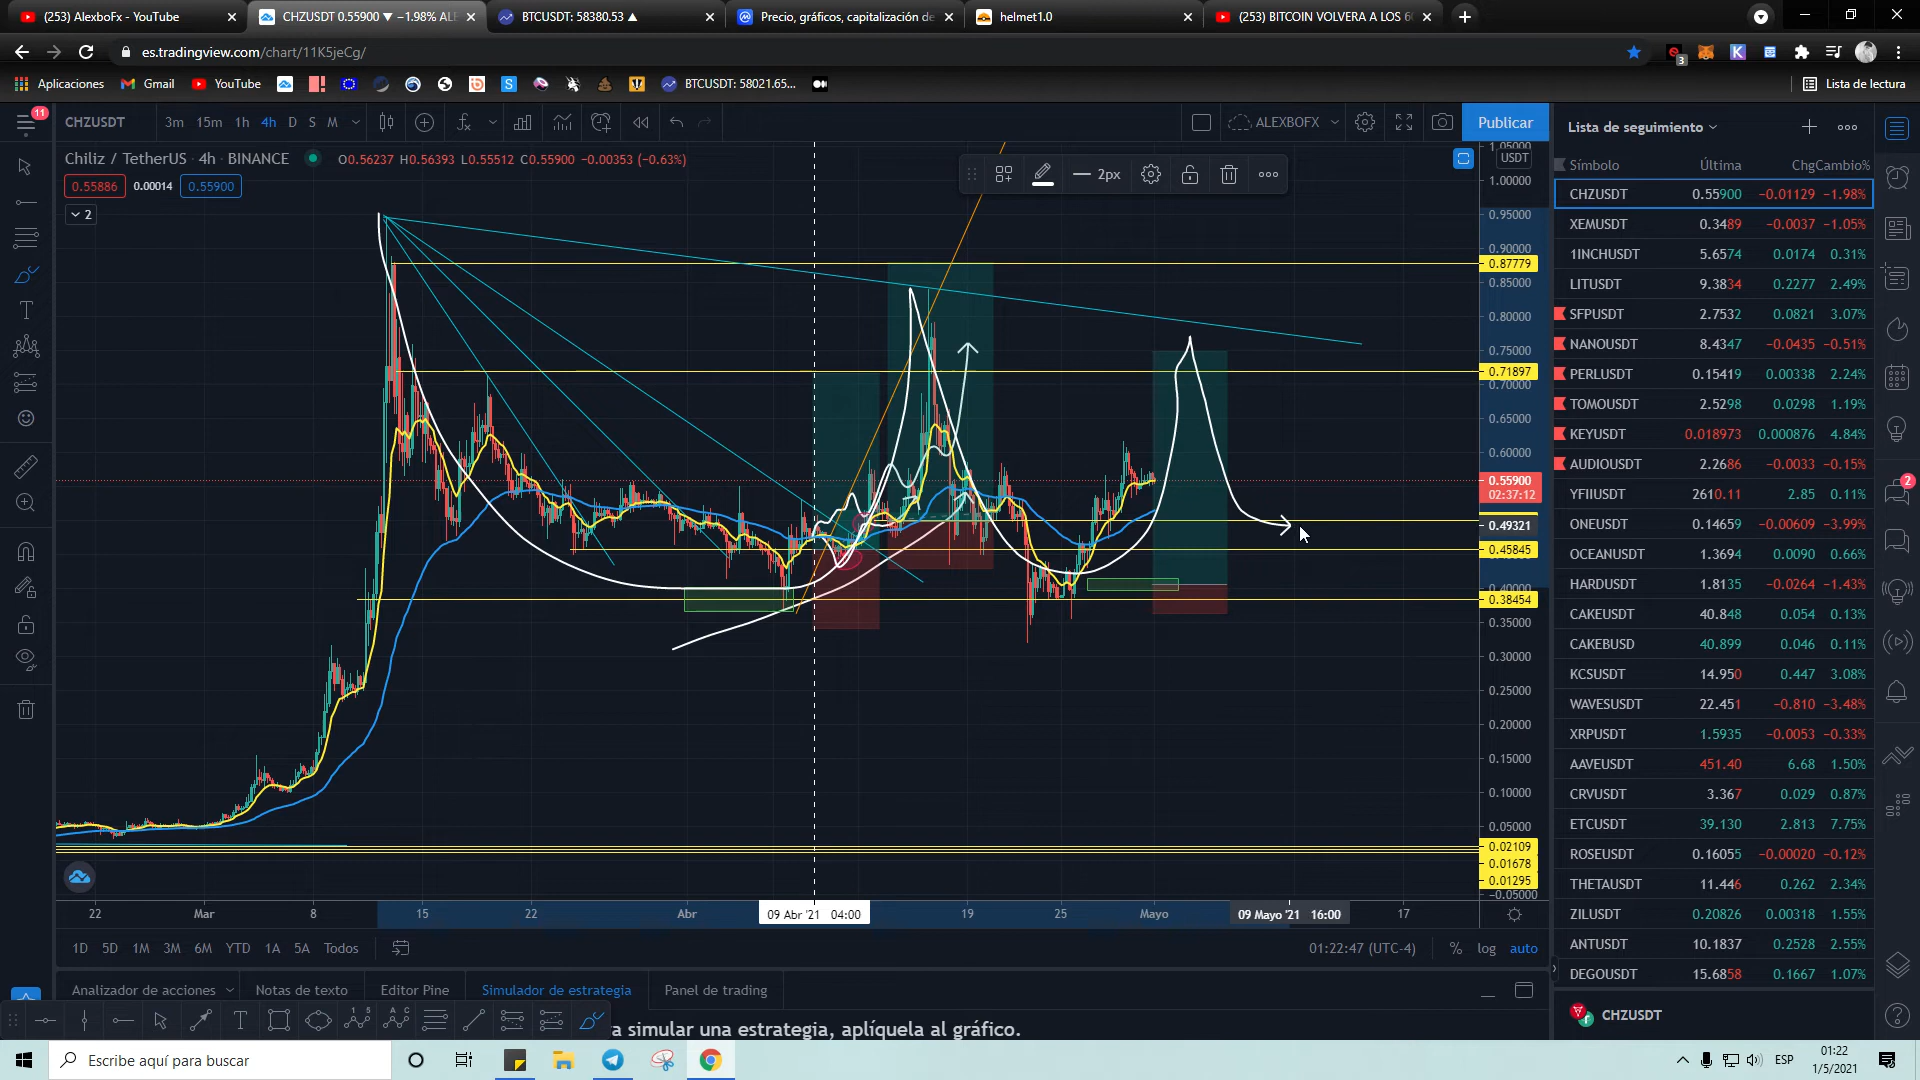 (253) AlexboFx - YouTube
CHZUSDT 0.55900 ▼ −1.98% ALE
BTCUSDT: 58380.53 ▲
Precio, gráficos, capitalización de
helmet1.0
(253) BITCOIN VOLVERA A LOS 60
es.tradingview.com/chart/11K5jeCg/
3
Aplicaciones
Gmail
YouTube
BTCUSDT: 58021.65...
Lista de lectura
11
CHZUSDT
3m 15m 1h 4h D S M
ALEXBOFX
Publicar
Chiliz / TetherUS · 4h · BINANCE
O0.56237 H0.56393 L0.55512 C0.55900 −0.00353 (−0.63%)
0.55886 0.00014 0.55900
2
2px
USDT
1.05000
1.00000
0.95000
0.90000
0.87779
0.85000
0.80000
0.75000
0.71897
0.70000
0.65000
0.60000
0.55900
02:37:12
0.49321
0.45845
0.40000
0.38454
0.35000
0.30000
0.25000
0.20000
0.15000
0.10000
0.05000
0.02109
0.01678
0.01295
−0.05000
22 Mar 8 15 22 Abr 09 Abr '21 04:00 19 25 Mayo 09 Mayo '21 16:00 17
1D 5D 1M 3M 6M YTD 1A 5A Todos
01:22:47 (UTC-4) % log auto
Analizador de acciones
Notas de texto
Editor Pine
Simulador de estrategia
Panel de trading
a simular una estrategia, aplíquela al gráfico.
Lista de seguimiento
Símbolo Última Chg Cambio%
CHZUSDT 0.55900 −0.01129 −1.98%
XEMUSDT 0.3489 −0.0037 −1.05%
1INCHUSDT 5.6574 0.0174 0.31%
LITUSDT 9.3834 0.2277 2.49%
SFPUSDT 2.7532 0.0821 3.07%
NANOUSDT 8.4347 −0.0435 −0.51%
PERLUSDT 0.15419 0.00338 2.24%
TOMOUSDT 2.5298 0.0298 1.19%
KEYUSDT 0.018973 0.000876 4.84%
AUDIOUSDT 2.2686 −0.0033 −0.15%
YFIIUSDT 2610.11 2.85 0.11%
ONEUSDT 0.14659 −0.00609 −3.99%
OCEANUSDT 1.3694 0.0090 0.66%
HARDUSDT 1.8135 −0.0264 −1.43%
CAKEUSDT 40.848 0.054 0.13%
CAKEBUSD 40.899 0.046 0.11%
KCSUSDT 14.950 0.447 3.08%
WAVESUSDT 22.451 −0.810 −3.48%
XRPUSDT 1.5935 −0.0053 −0.33%
AAVEUSDT 451.40 6.68 1.50%
CRVUSDT 3.367 0.029 0.87%
ETCUSDT 39.130 2.813 7.75%
ROSEUSDT 0.16055 −0.00020 −0.12%
THETAUSDT 11.446 0.262 2.34%
ZILUSDT 0.20826 0.00318 1.55%
ANTUSDT 10.1837 0.2528 2.55%
DEGOUSDT 15.6858 0.1667 1.07%
CHZUSDT
2
Escribe aquí para buscar
ESP
01:22
1/5/2021